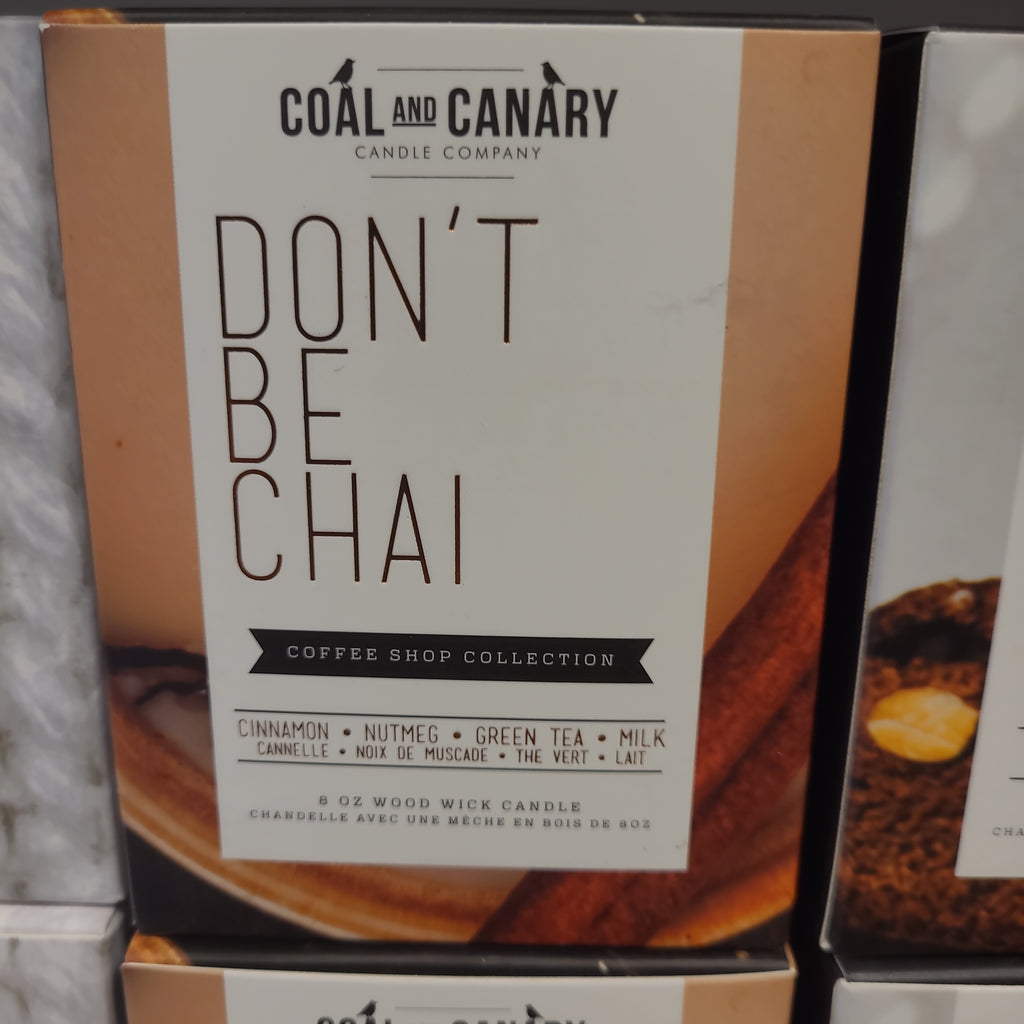 COAL AND CANARY
CANDLE COMPANY
DON'T
BE
CHAI
COFFEE SHOP COLLECTION
CINNAMON • NUTMEG • GREEN TEA • MILK
CANNELLE • NOIX DE MUSCADE • THE VERT • LAIT
8 OZ WOOD WICK CANDLE
CHANDELLE AVEC UNE MÈCHE EN BOIS DE 8OZ
CHA